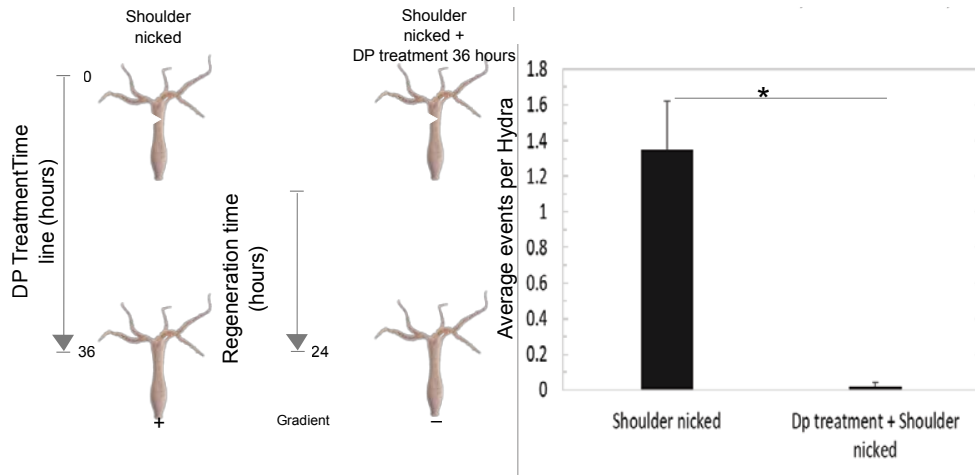 Shoulder
nicked
Shoulder
nicked +
DP treatment 36 hours
0
DP TreatmentTime
line (hours)
Regeneration time
(hours)
36
24
+
Gradient
–
Average events per Hydra
1.8
1.6
1.4
1.2
1
0.8
0.6
0.4
0.2
0
*
Shoulder nicked
Dp treatment + Shoulder
nicked